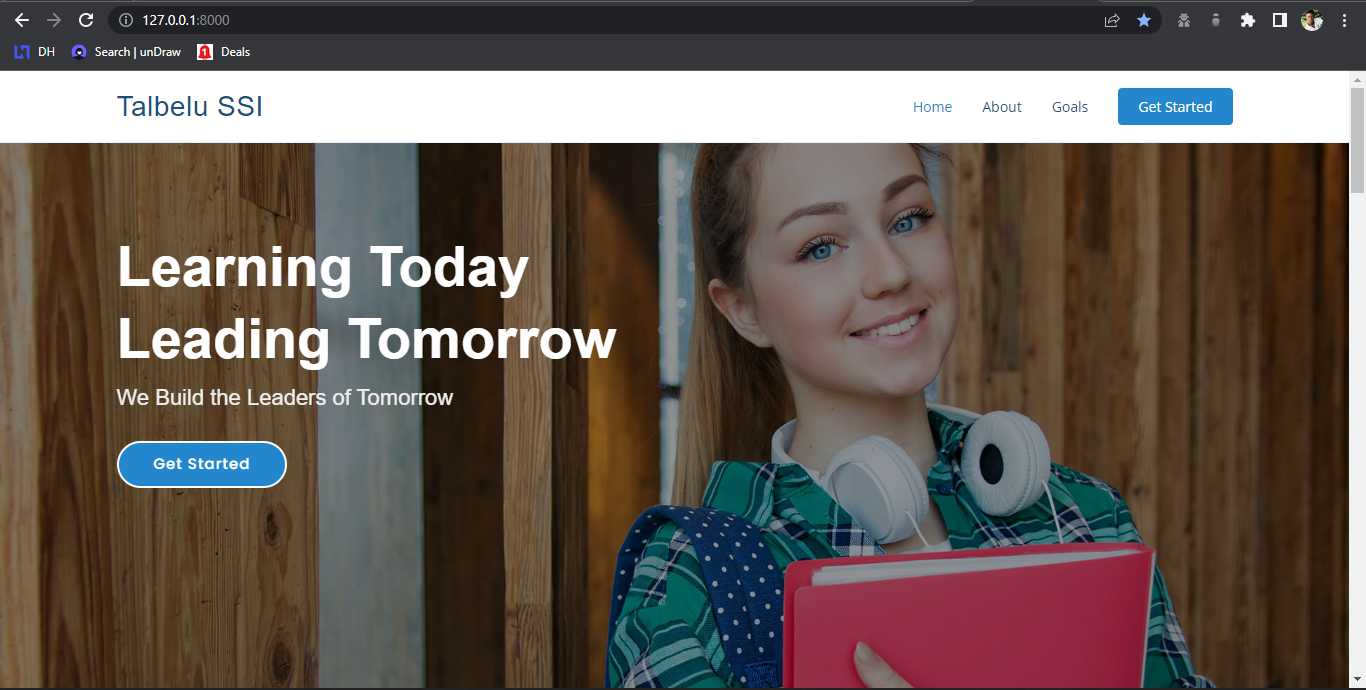 127.0.0.1:8000
DH
Search | unDraw
1
Deals
Talbelu SSI
Home
About
Goals
Get Started
Learning Today
Leading Tomorrow
We Build the Leaders of Tomorrow
Get Started